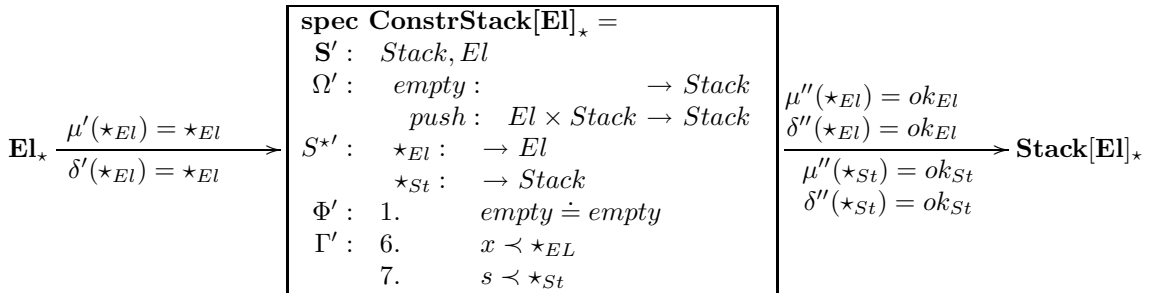 spec ConstrStack[El]⋆ =
S′ : Stack, El
Ω′ : empty : → Stack
push : El × Stack → Stack
S⋆′ : ⋆El : → El
⋆St : → Stack
Φ′ : 1. empty ≐ empty
Γ′ : 6. x ≺ ⋆EL
7. s ≺ ⋆St
El⋆
μ′(⋆El) = ⋆El
δ′(⋆El) = ⋆El
μ′′(⋆El) = okEl
δ′′(⋆El) = okEl
μ′′(⋆St) = okSt
δ′′(⋆St) = okSt
Stack[El]⋆